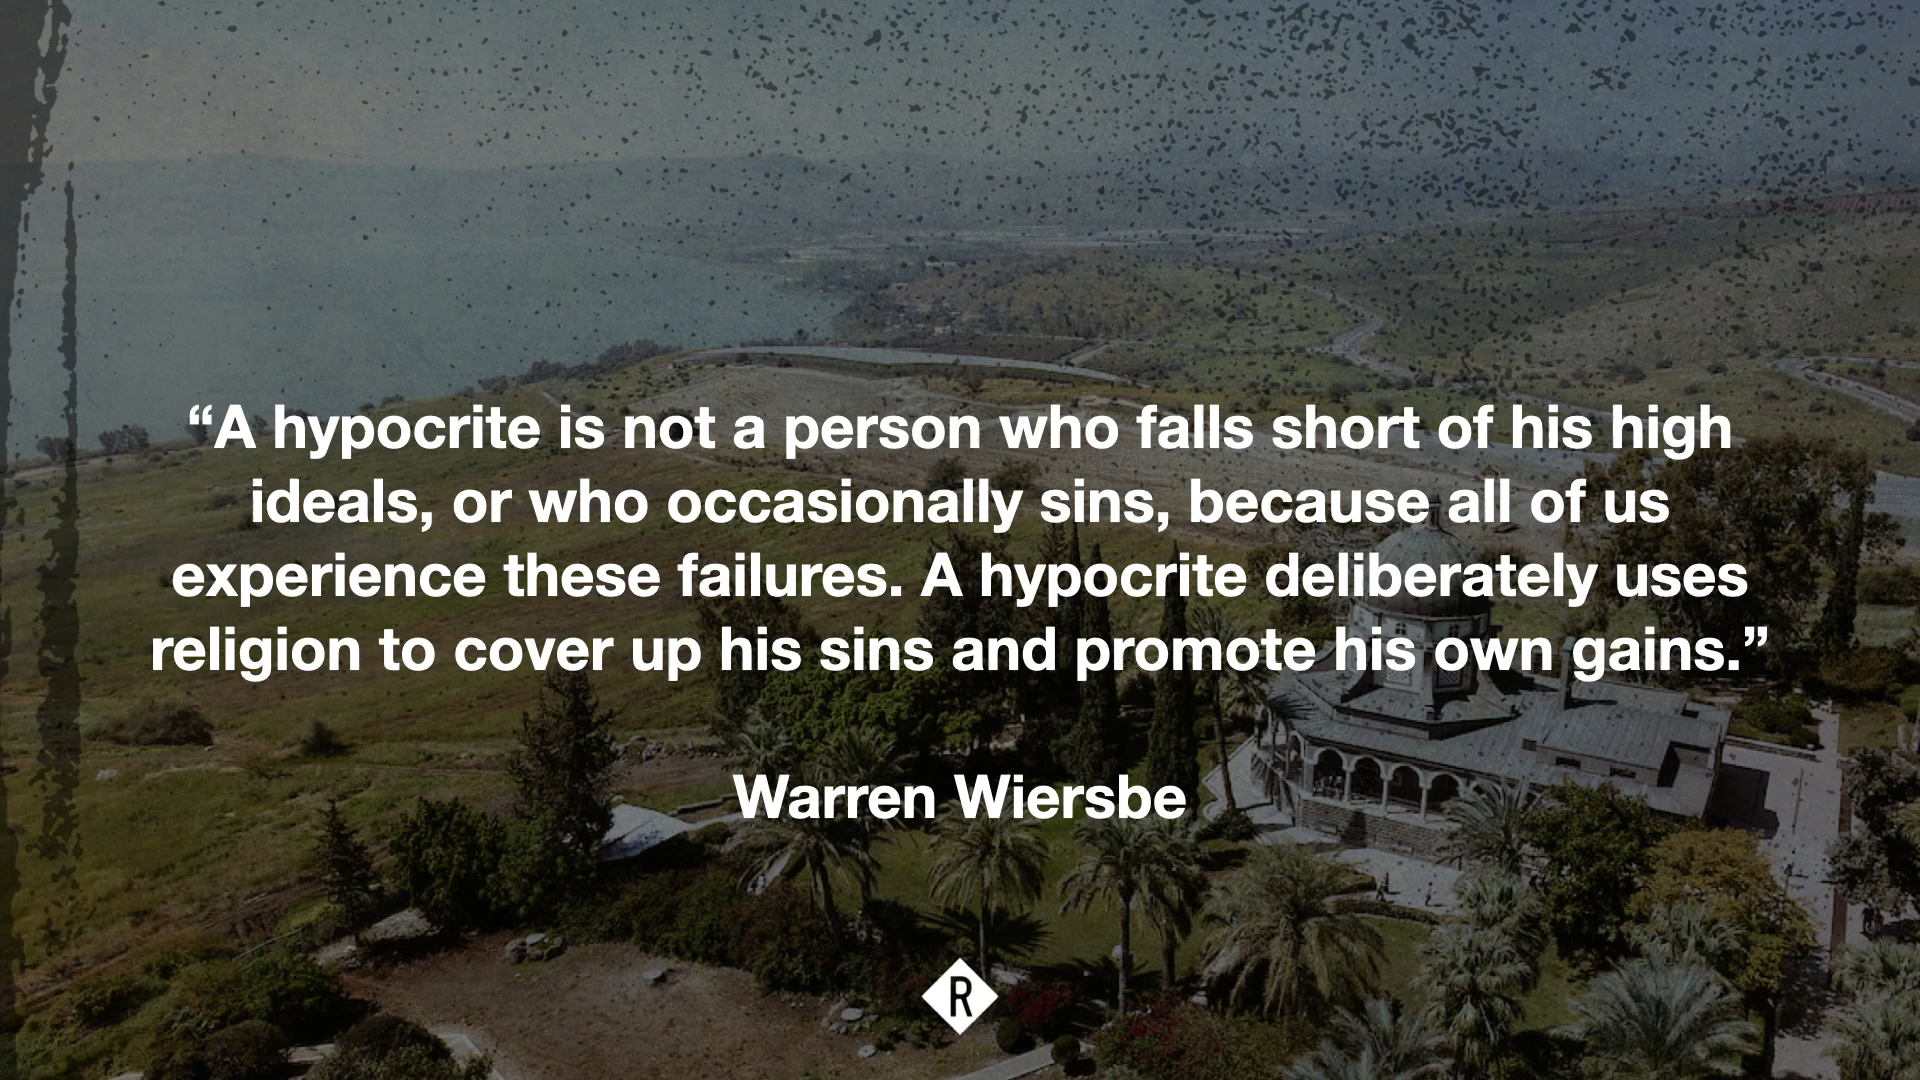 “A hypocrite is not a person who falls short of his high
ideals, or who occasionally sins, because all of us
experience these failures. A hypocrite deliberately uses
religion to cover up his sins and promote his own gains.”
Warren Wiersbe
R